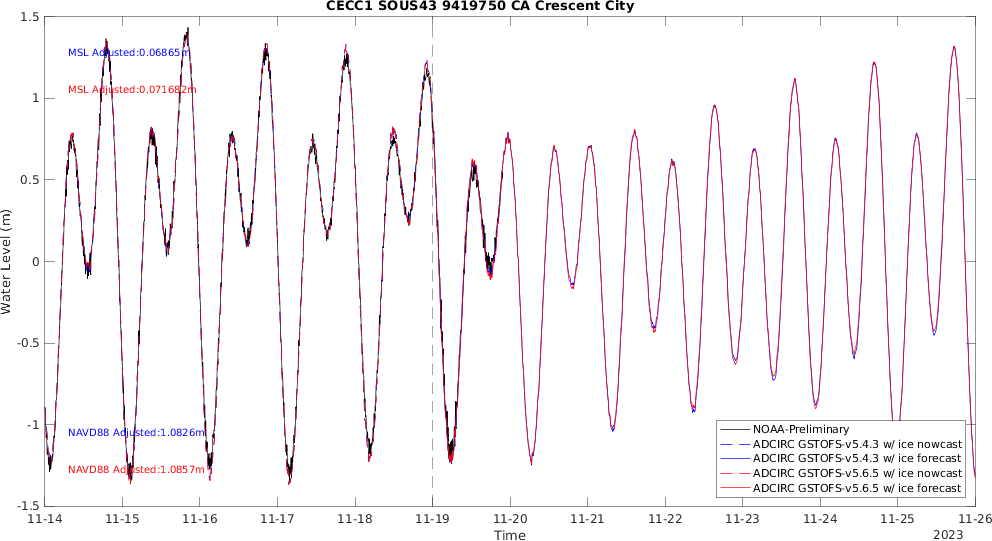 CECC1 SOUS43 9419750 CA Crescent City
1.5
1
0.5
0
-0.5
-1
-1.5
Water Level (m)
MSL Adjusted:0.06865m
MSL Adjusted:0.071682m
NAVD88 Adjusted:1.0826m
NAVD88 Adjusted:1.0857m
NOAA-Preliminary
ADCIRC GSTOFS-v5.4.3 w/ ice nowcast
ADCIRC GSTOFS-v5.4.3 w/ ice forecast
ADCIRC GSTOFS-v5.6.5 w/ ice nowcast
ADCIRC GSTOFS-v5.6.5 w/ ice forecast
11-14 11-15 11-16 11-17 11-18 11-19 11-20 11-21 11-22 11-23 11-24 11-25 11-26
Time
2023